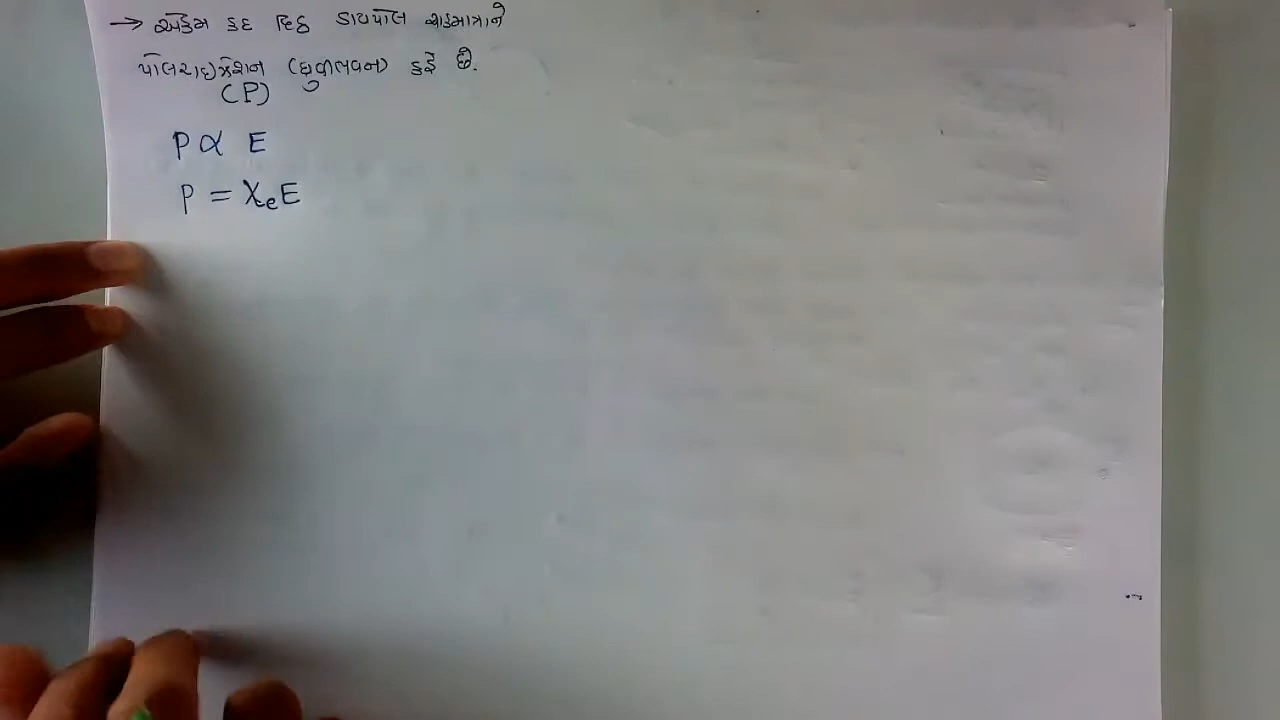 → એકમ કદ દિઠ ડાયપોલ ચાકમાત્રાને
પોલરાઇઝેશન (ધ્રુવીભવન) કહે છે.
(P)
P ∝ E
P = χₑE